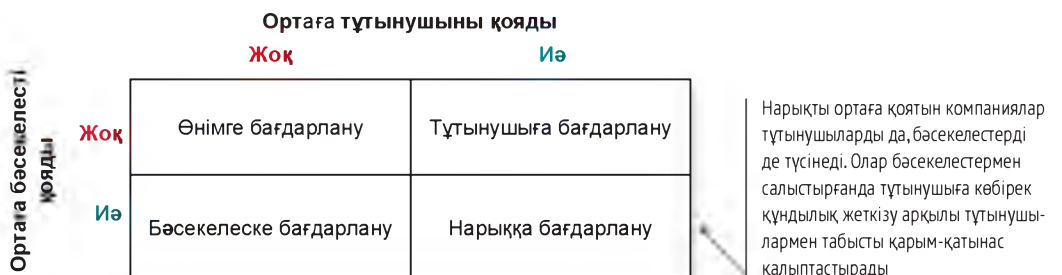 Ортаға тұтынушыны қояды
Жоқ
Иә
Ортаға бәсекелесті
қояды
Жоқ
Өнімге бағдарлану
Тұтынушыға бағдарлану
Иә
Бәсекелеске бағдарлану
Нарыққа бағдарлану
Нарықты ортаға қоятын компаниялар
тұтынушыларды да, бәсекелестерді
де түсінеді. Олар бәсекелестермен
салыстырғанда тұтынушыға көбірек
құндылық жеткізу арқылы тұтынушы-
лармен табысты қарым-қатынас
қалыптастырады